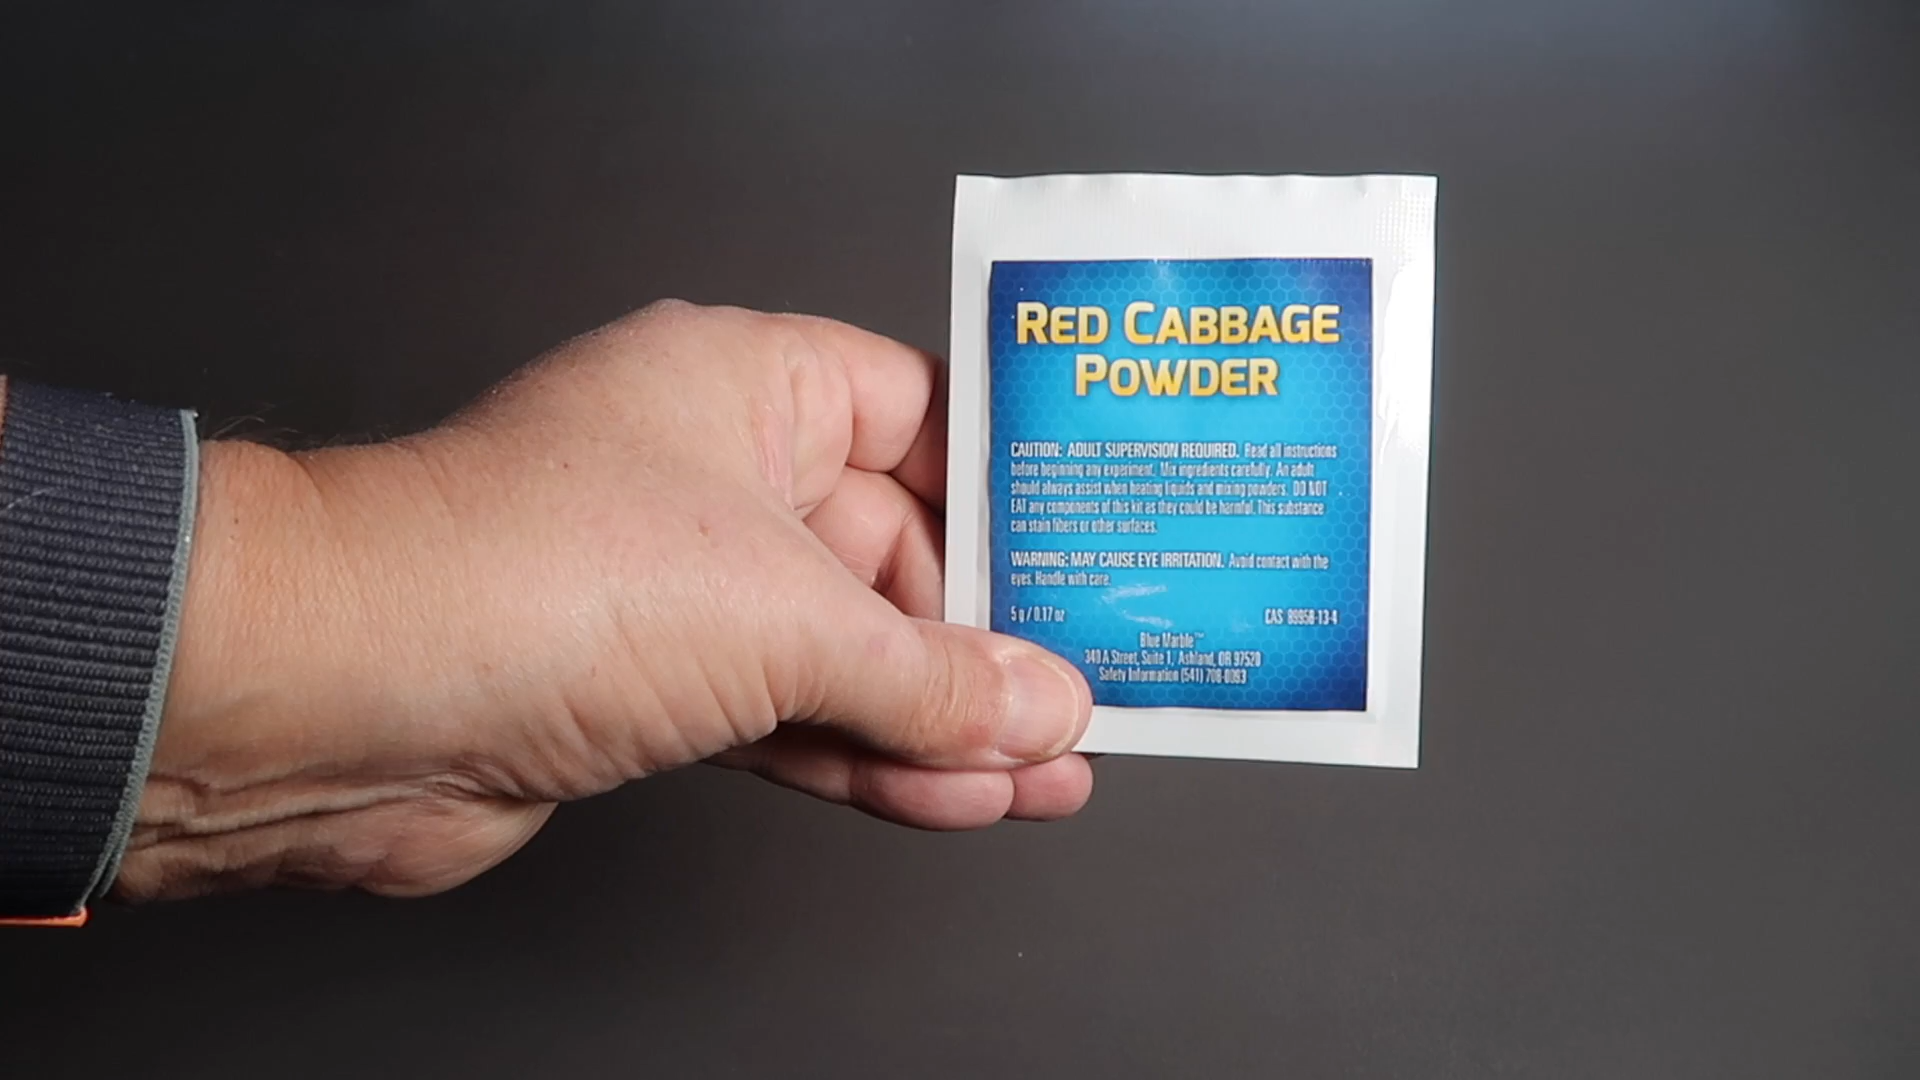 RED CABBAGE
POWDER
CAUTION: ADULT SUPERVISION REQUIRED. Read all instructions
before beginning any experiment. Mix ingredients carefully. An adult
should always assist when heating liquids and mixing powders. DO NOT
EAT any components of this kit as they could be harmful. This substance
can stain fibers or other surfaces.
WARNING: MAY CAUSE EYE IRRITATION. Avoid contact with the
eyes. Handle with care.
5 g / 0.17 oz CAS 89958-13-4
Blue Marble™
340 A Street, Suite 1, Ashland, OR 97520
Safety Information (541) 708-0093